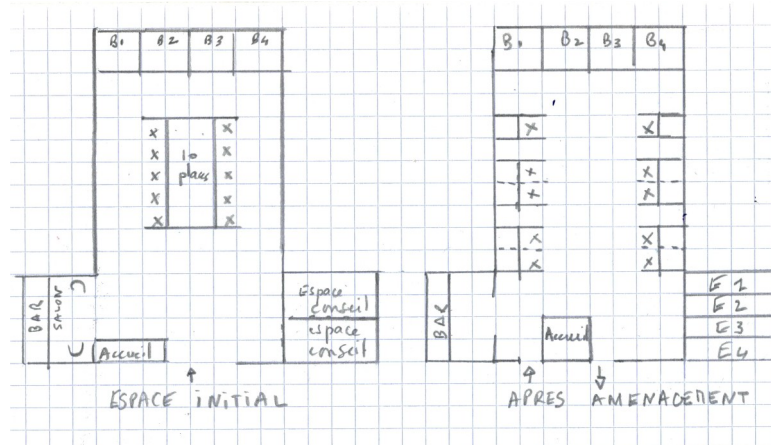 B1 B2 B3 B4
x x
x 10 x
x places x
x x
x x
BAR
SALON
Accueil
Espace
conseil
espace
conseil
ESPACE INITIAL
B1 B2 B3 B4
x x
x x
x x
x x
x x
BAR
Accueil
E1
E2
E3
E4
APRES AMENAGEMENT